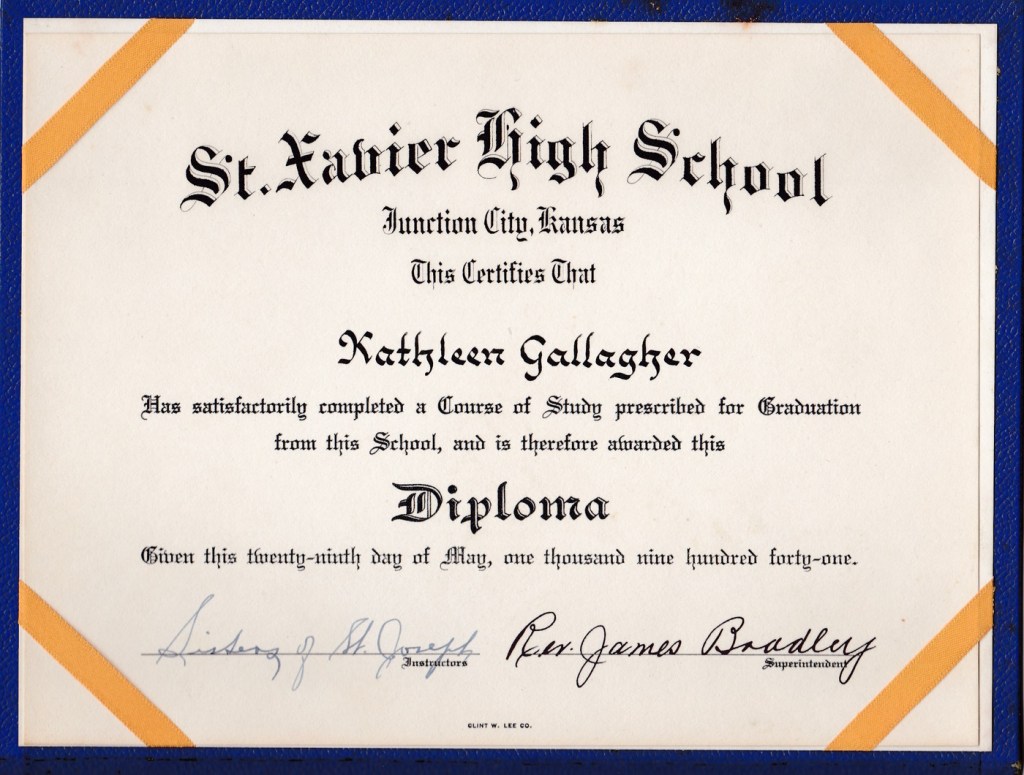 St. Xavier High School
Junction City, Kansas
This Certifies That
Kathleen Gallagher
Has satisfactorily completed a Course of Study prescribed for Graduation
from this School, and is therefore awarded this
Diploma
Given this twenty-ninth day of May, one thousand nine hundred forty-one.
Sisters of St. Joseph Rev. James Bradley
Instructors Superintendent
CLINT W. LEE CO.